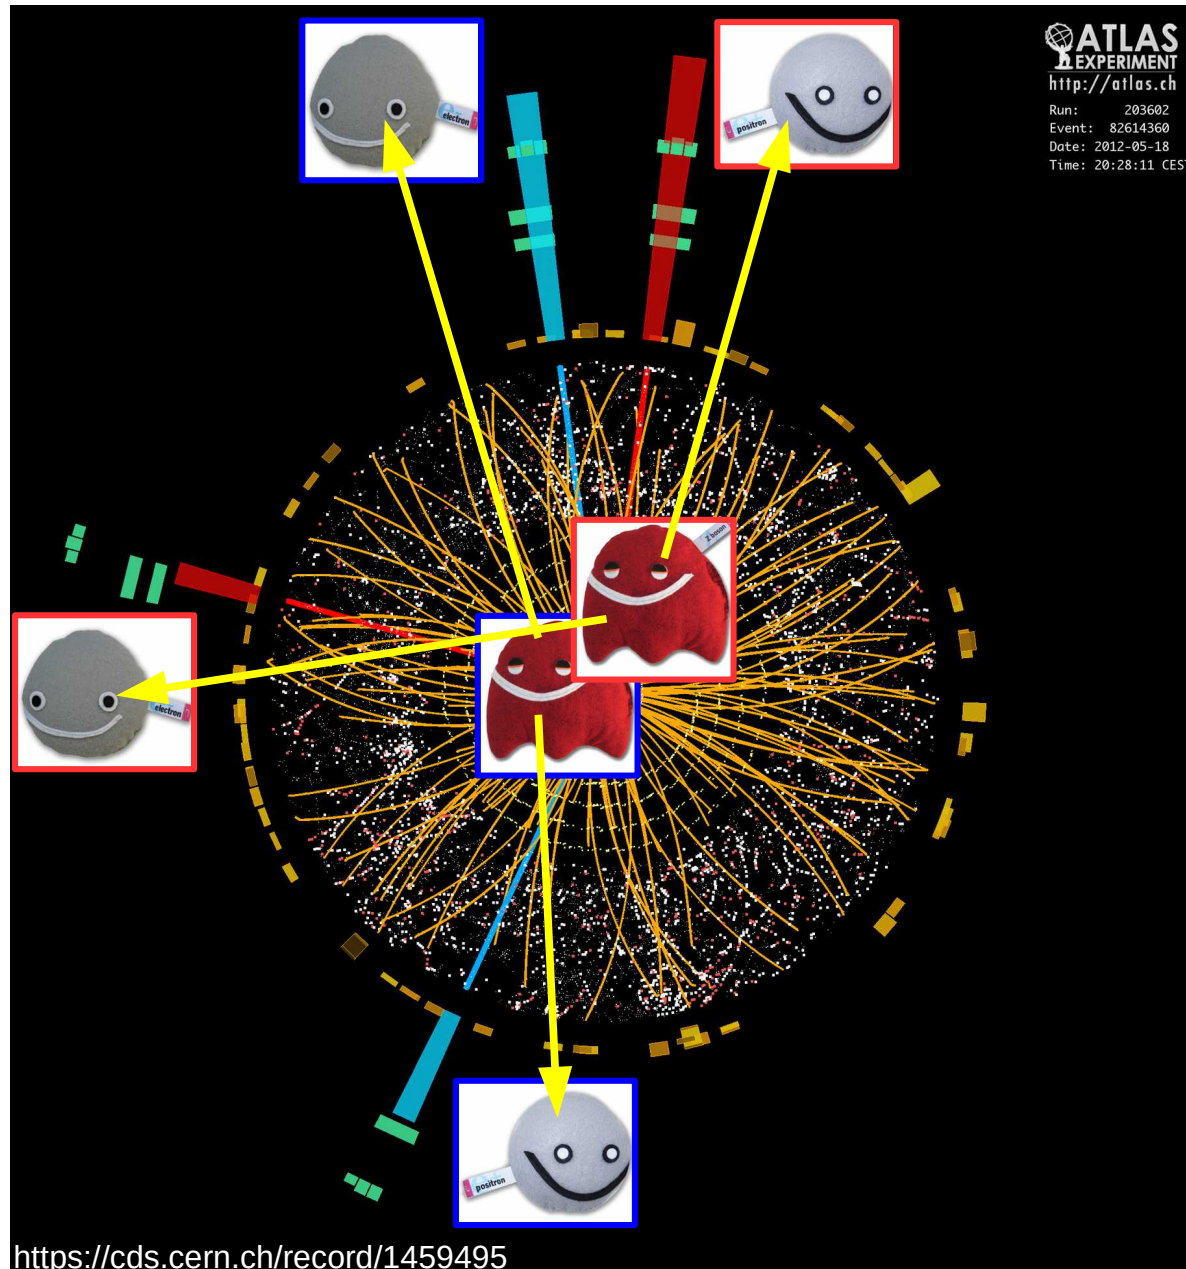 ATLAS
EXPERIMENT
http://atlas.ch
Run: 203602
Event: 82614360
Date: 2012-05-18
Time: 20:28:11 CEST
electron
positron
Z boson
electron
positron
https://cds.cern.ch/record/1459495